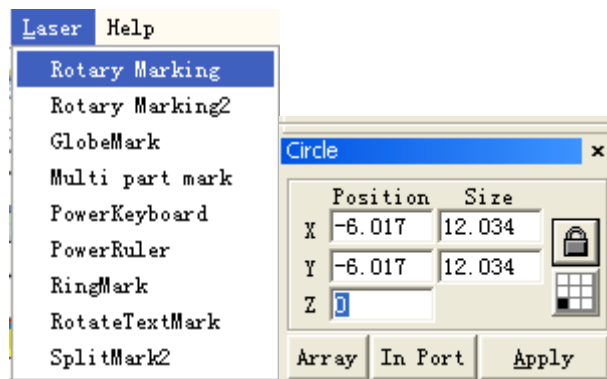 Laser Help
Rotary Marking
Rotary Marking2
GlobeMark
Multi part mark
PowerKeyboard
PowerRuler
RingMark
RotateTextMark
SplitMark2
Circle
Position Size
X -6.017 12.034
Y -6.017 12.034
Z 0
Array In Port Apply